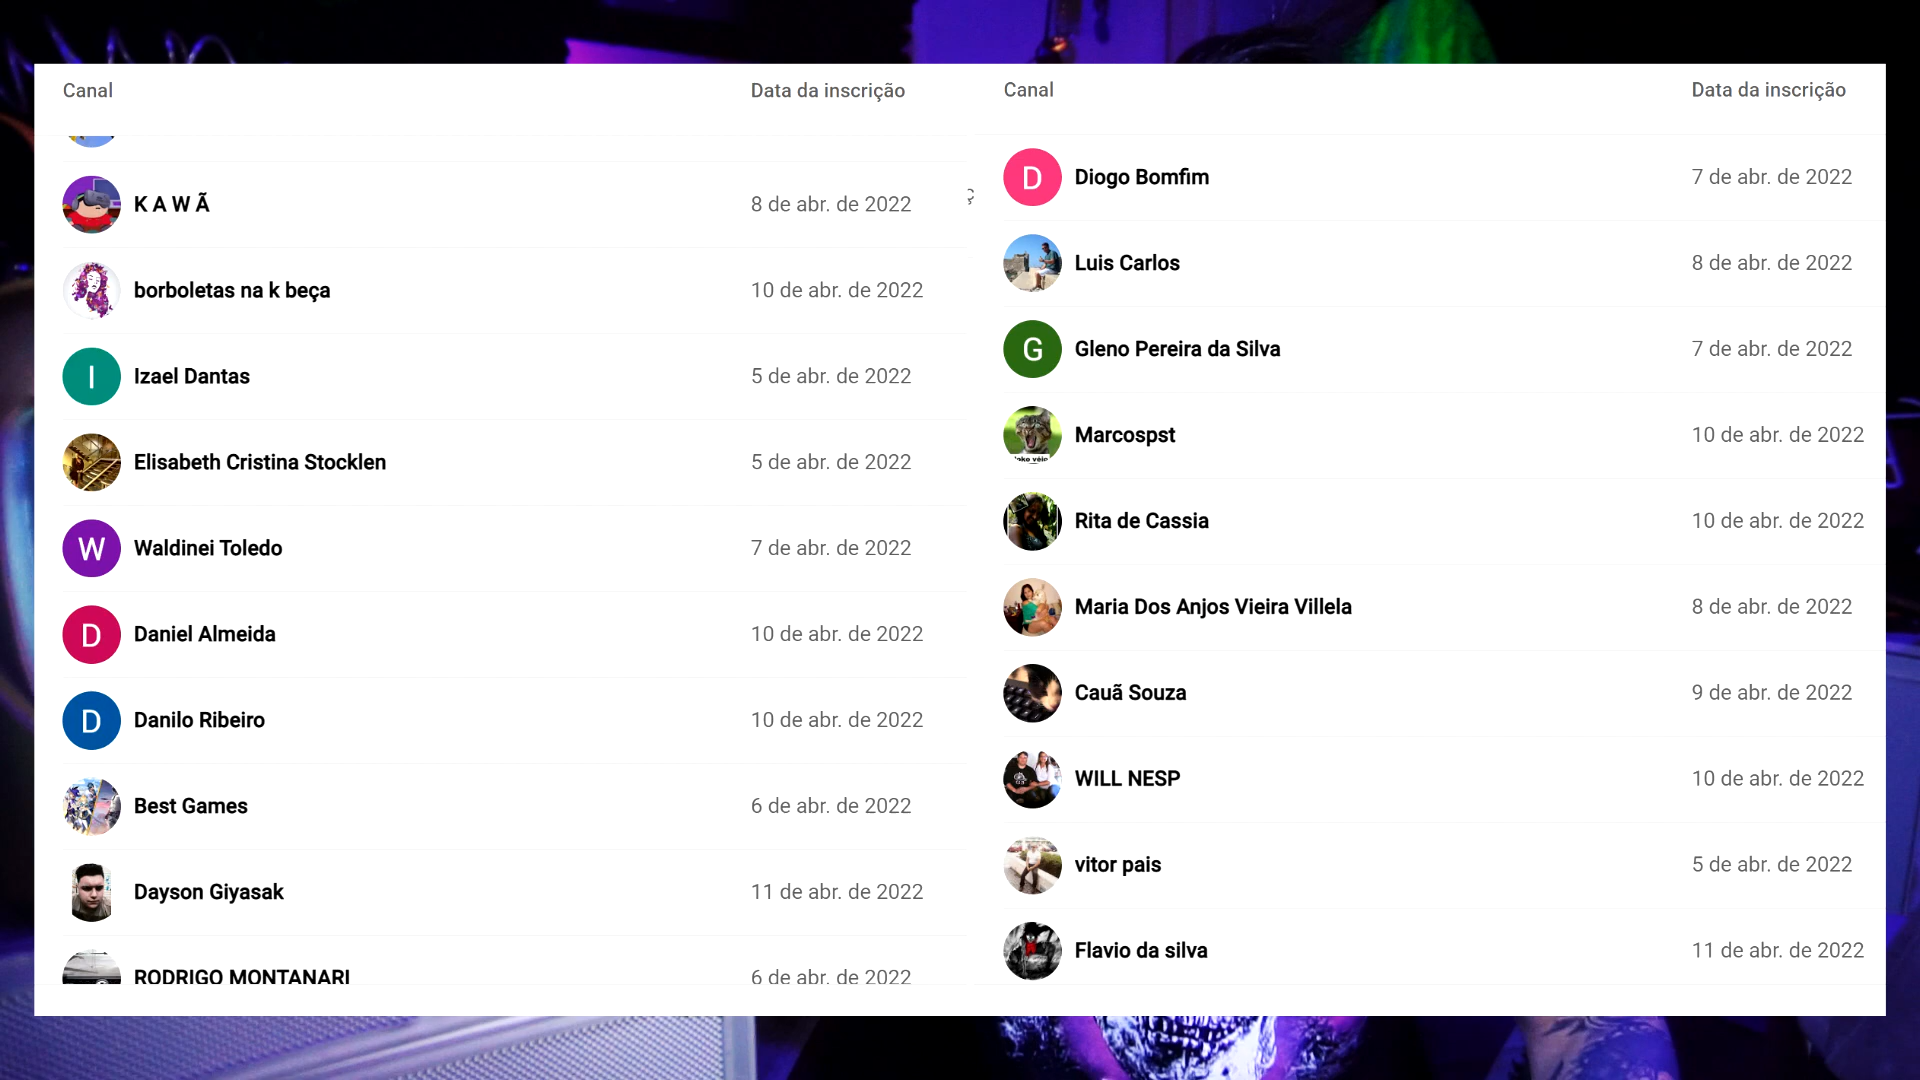 Canal Data da inscrição
K A W Ã 8 de abr. de 2022
borboletas na k beça 10 de abr. de 2022
I Izael Dantas 5 de abr. de 2022
Elisabeth Cristina Stocklen 5 de abr. de 2022
W Waldinei Toledo 7 de abr. de 2022
D Daniel Almeida 10 de abr. de 2022
D Danilo Ribeiro 10 de abr. de 2022
Best Games 6 de abr. de 2022
Dayson Giyasak 11 de abr. de 2022
RODRIGO MONTANARI 6 de abr. de 2022
ç
Canal Data da inscrição
D Diogo Bomfim 7 de abr. de 2022
Luis Carlos 8 de abr. de 2022
G Gleno Pereira da Silva 7 de abr. de 2022
Marcospst 10 de abr. de 2022
Rita de Cassia 10 de abr. de 2022
Maria Dos Anjos Vieira Villela 8 de abr. de 2022
Cauã Souza 9 de abr. de 2022
WILL NESP 10 de abr. de 2022
vitor pais 5 de abr. de 2022
Flavio da silva 11 de abr. de 2022